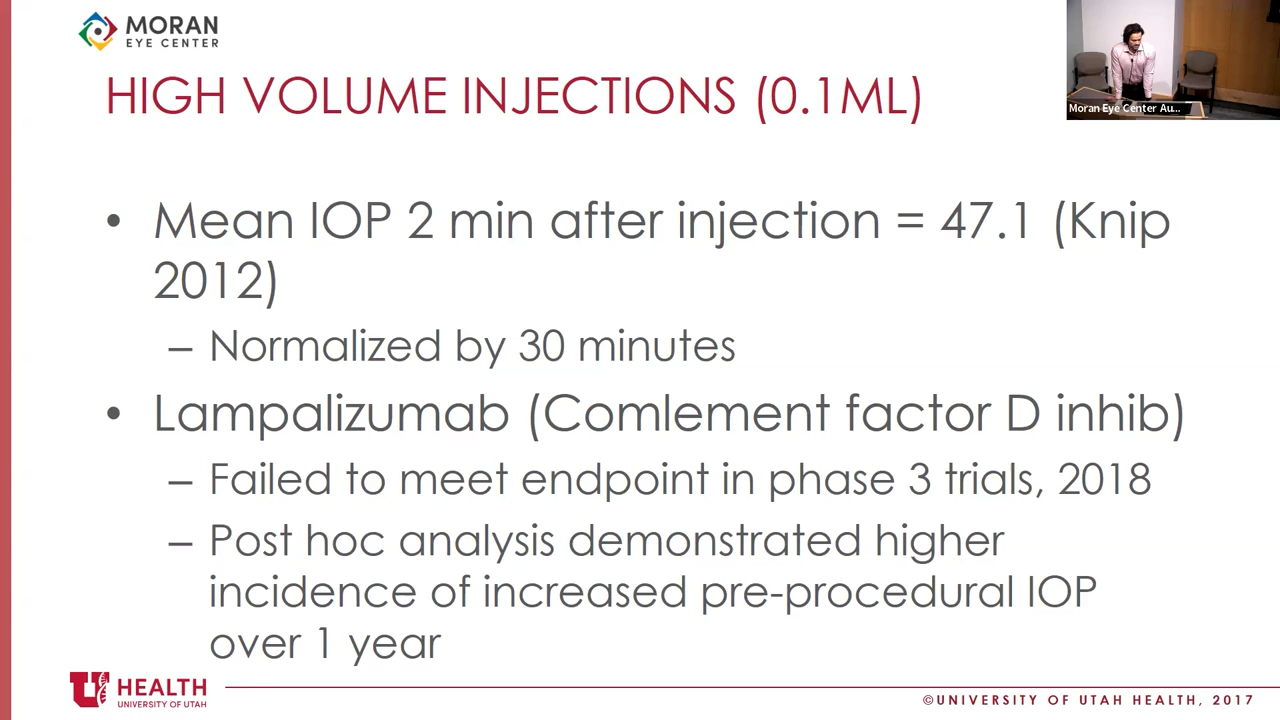 MORAN
EYE CENTER
HIGH VOLUME INJECTIONS (0.1ML)
Moran Eye Center Au...
• Mean IOP 2 min after injection = 47.1 (Knip
2012)
– Normalized by 30 minutes
• Lampalizumab (Comlement factor D inhib)
– Failed to meet endpoint in phase 3 trials, 2018
– Post hoc analysis demonstrated higher
incidence of increased pre-procedural IOP
over 1 year
U HEALTH
UNIVERSITY OF UTAH
©UNIVERSITY OF UTAH HEALTH, 2017